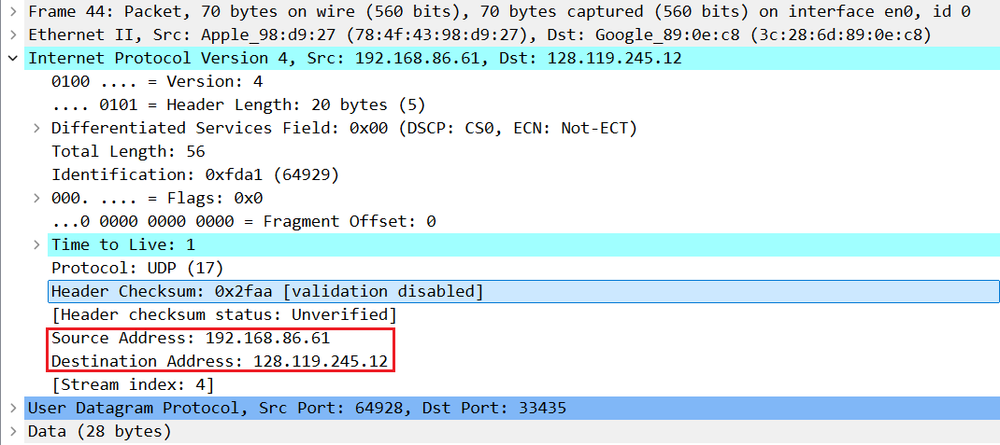 Frame 44: Packet, 70 bytes on wire (560 bits), 70 bytes captured (560 bits) on interface en0, id 0
Ethernet II, Src: Apple_98:d9:27 (78:4f:43:98:d9:27), Dst: Google_89:0e:c8 (3c:28:6d:89:0e:c8)
Internet Protocol Version 4, Src: 192.168.86.61, Dst: 128.119.245.12
0100 .... = Version: 4
.... 0101 = Header Length: 20 bytes (5)
Differentiated Services Field: 0x00 (DSCP: CS0, ECN: Not-ECT)
Total Length: 56
Identification: 0xfda1 (64929)
000. .... = Flags: 0x0
...0 0000 0000 0000 = Fragment Offset: 0
Time to Live: 1
Protocol: UDP (17)
Header Checksum: 0x2faa [validation disabled]
[Header checksum status: Unverified]
Source Address: 192.168.86.61
Destination Address: 128.119.245.12
[Stream index: 4]
User Datagram Protocol, Src Port: 64928, Dst Port: 33435
Data (28 bytes)